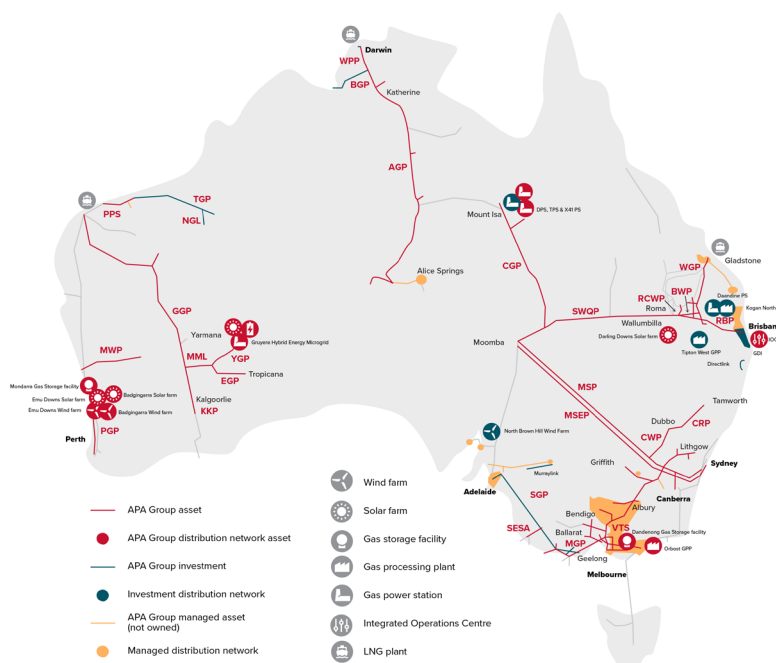 Darwin
WPP
BGP
Katherine
AGP
TGP
PPS
NGL
Mount Isa
DPS, TPS & X41 PS
Gladstone
WGP
Alice Springs
CGP
BWP
Daandine PS
RCWP
Kogan North
Roma
GGP
SWQP
RBP
Wallumbilla
Brisban
Yarmana
Darling Downs Solar farm
IOC
Gruyere Hybrid Energy Microgrid
Moomba
Tipton West GPP
GDI
MWP
MML
YGP
Directlink
EGP
Tropicana
Mondarra Gas Storage facility
MSP
Badgingarra Solar farm
Emu Downs Solar farm
Kalgoorlie
Tamworth
Emu Downs Wind farm
Badgingarra Wind farm
KKP
MSEP
Dubbo
CRP
PGP
North Brown Hill Wind Farm
CWP
Perth
Lithgow
Griffith
Sydney
Murraylink
Adelaide
Canberra
SGP
Albury
Bendigo
SESA
VTS
Dandenong Gas Storage facility
Ballarat
MGP
Orbost GPP
Geelong
Melbourne
APA Group asset
APA Group distribution network asset
APA Group investment
Investment distribution network
APA Group managed asset
(not owned)
Managed distribution network
Wind farm
Solar farm
Gas storage facility
Gas processing plant
Gas power station
Integrated Operations Centre
LNG plant